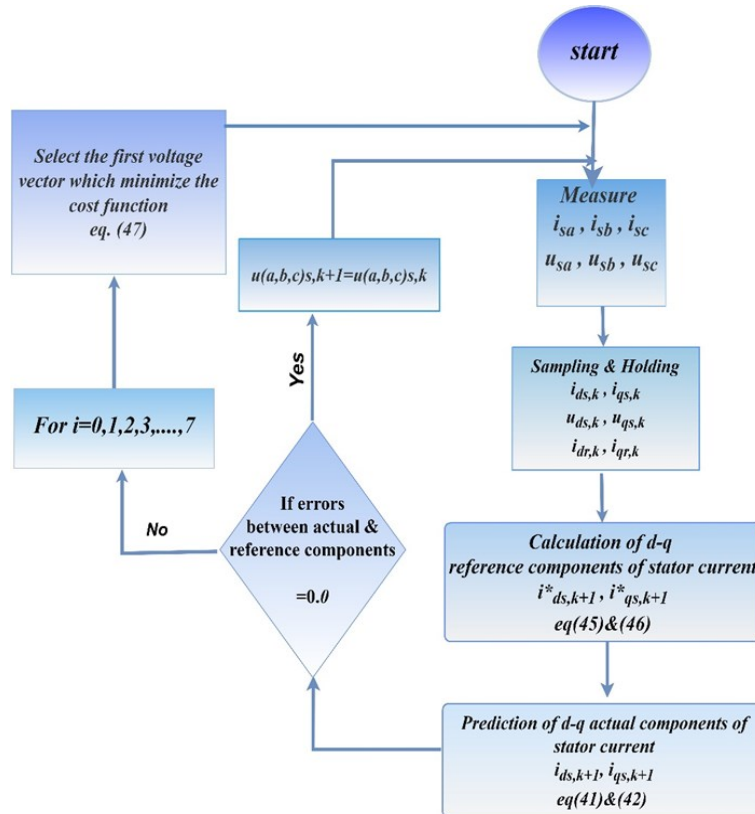 start
Select the first voltage
vector which minimize the
cost function
eq. (47)
Measure
isa , isb , isc
usa , usb , usc
u(a,b,c)s,k+1=u(a,b,c)s,k
Yes
Sampling & Holding
ids,k , iqs,k
uds,k , uqs,k
idr,k , iqr,k
For i=0,1,2,3,....,7
No
If errors
between actual &
reference components
=0.0
Calculation of d-q
reference components of stator current
i*ds,k+1 , i*qs,k+1
eq(45)&(46)
Prediction of d-q actual components of
stator current
ids,k+1, iqs,k+1
eq(41)&(42)